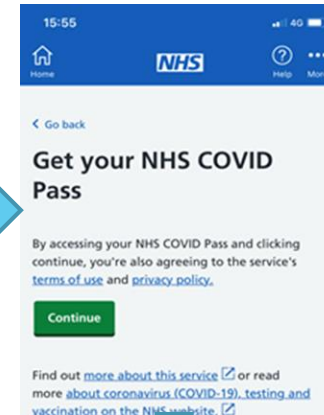 15:55 4G
NHS
Home Help More
Go back
Get your NHS COVID
Pass
By accessing your NHS COVID Pass and clicking
continue, you're also agreeing to the service's
terms of use and privacy policy.
Continue
Find out more about this service or read
more about coronavirus (COVID-19), testing and
vaccination on the NHS website.